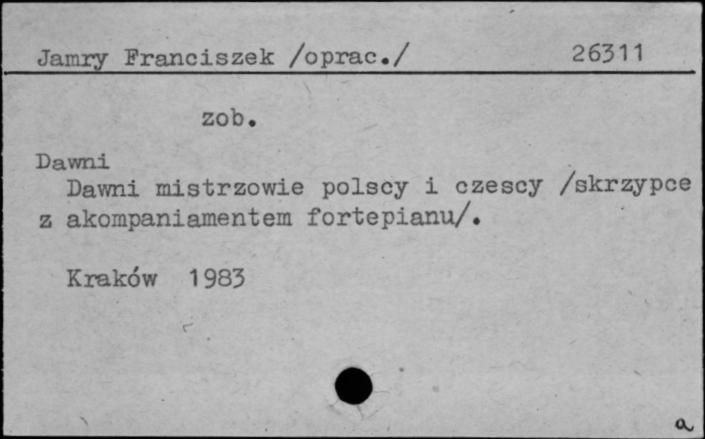 Jamry Franciszek /oprac./ 26311
zob.
Dawni
Dawni mistrzowie polscy i czescy /skrzypce
z akompaniamentem fortepianu/.
Kraków 1983
a